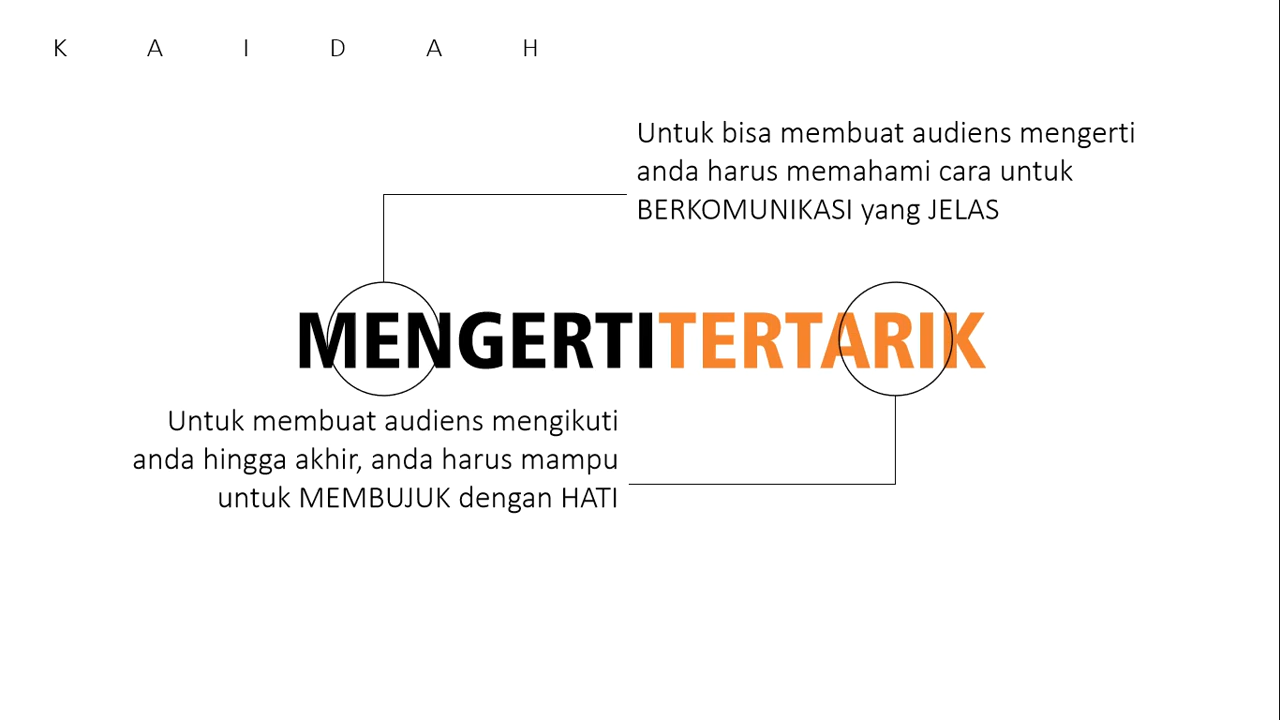 K A I D A H
Untuk bisa membuat audiens mengerti
anda harus memahami cara untuk
BERKOMUNIKASI yang JELAS
MENGERTITERTARIK
Untuk membuat audiens mengikuti
anda hingga akhir, anda harus mampu
untuk MEMBUJUK dengan HATI